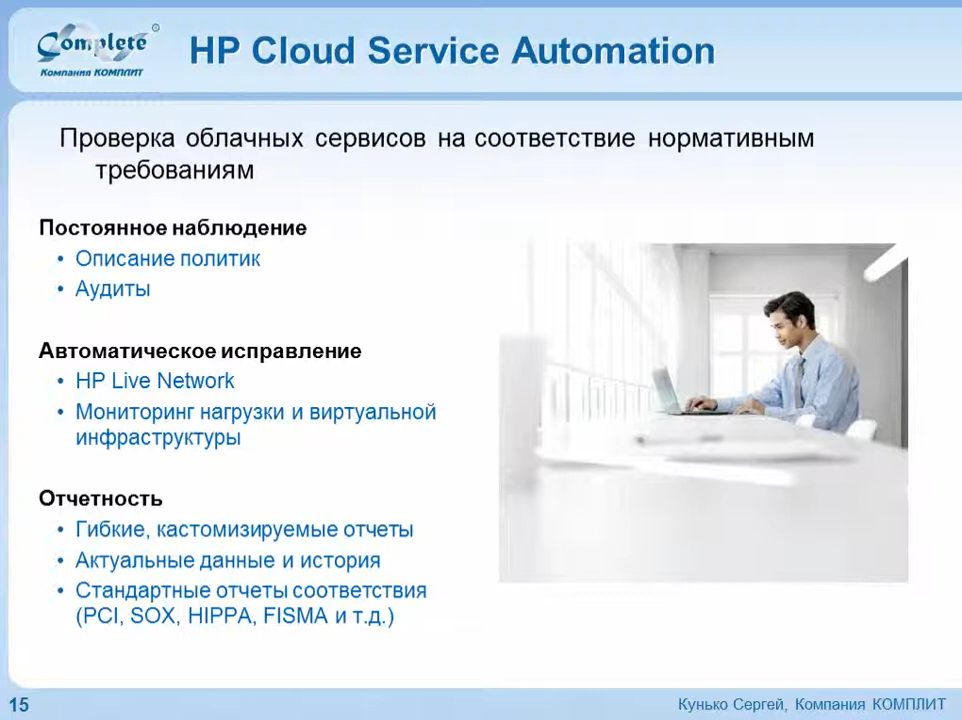 Complete®
Компания КОМПЛИТ
HP Cloud Service Automation
Проверка облачных сервисов на соответствие нормативным
требованиям
Постоянное наблюдение
• Описание политик
• Аудиты
Автоматическое исправление
• HP Live Network
• Мониторинг нагрузки и виртуальной
инфраструктуры
Отчетность
• Гибкие, кастомизируемые отчеты
• Актуальные данные и история
• Стандартные отчеты соответствия
(PCI, SOX, HIPPA, FISMA и т.д.)
15
Кунько Сергей, Компания КОМПЛИТ